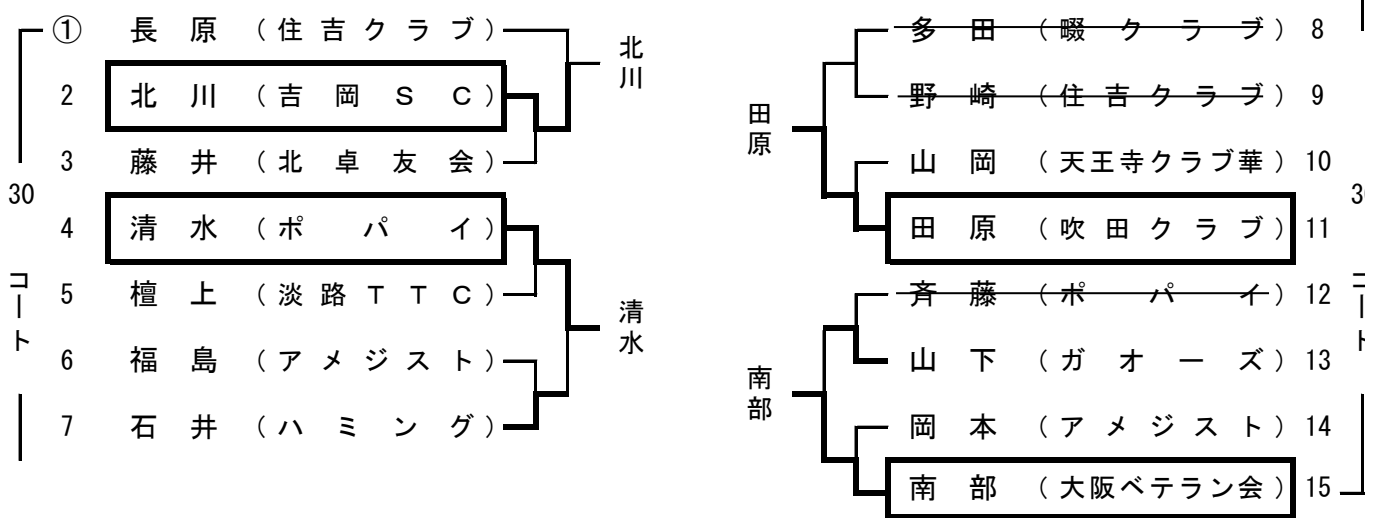 ① 長原 (住吉クラブ)
2 北川 (吉岡SC)
3 藤井 (北卓友会)
4 清水 (ポパイ)
5 檀上 (淡路TTC)
6 福島 (アメジスト)
7 石井 (ハミング)
30
コート
北川
清水
田原
南部
多田 (畷クラブ) 8
野崎 (住吉クラブ) 9
山岡 (天王寺クラブ華) 10
田原 (吹田クラブ) 11
斉藤 (ポパイ) 12
山下 (ガオーズ) 13
岡本 (アメジスト) 14
南部 (大阪ベテラン会) 15
コート